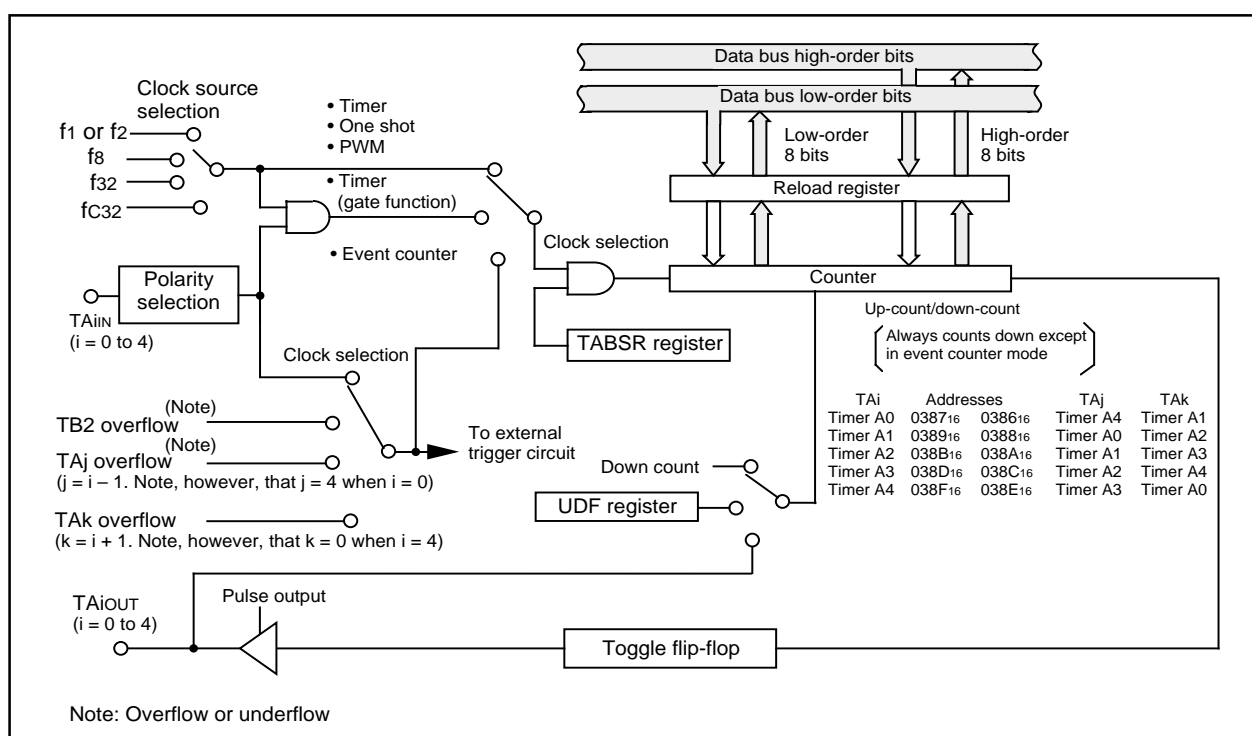 Data bus high-order bits
Data bus low-order bits
Clock source
selection
f1 or f2
f8
f32
fC32
• Timer
• One shot
• PWM
• Timer
(gate function)
• Event counter
Low-order
8 bits
High-order
8 bits
Reload register
Clock selection
Counter
Polarity
selection
TAiIN
(i = 0 to 4)
TABSR register
Up-count/down-count
(Always counts down except
in event counter mode)
Clock selection
(Note)
TB2 overflow
(Note)
TAj overflow
(j = i – 1. Note, however, that j = 4 when i = 0)
TAk overflow
(k = i + 1. Note, however, that k = 0 when i = 4)
To external
trigger circuit
Down count
UDF register
TAi Addresses TAj TAk
Timer A0 038716 038616 Timer A4 Timer A1
Timer A1 038916 038816 Timer A0 Timer A2
Timer A2 038B16 038A16 Timer A1 Timer A3
Timer A3 038D16 038C16 Timer A2 Timer A4
Timer A4 038F16 038E16 Timer A3 Timer A0
TAiOUT
(i = 0 to 4)
Pulse output
Toggle flip-flop
Note: Overflow or underflow